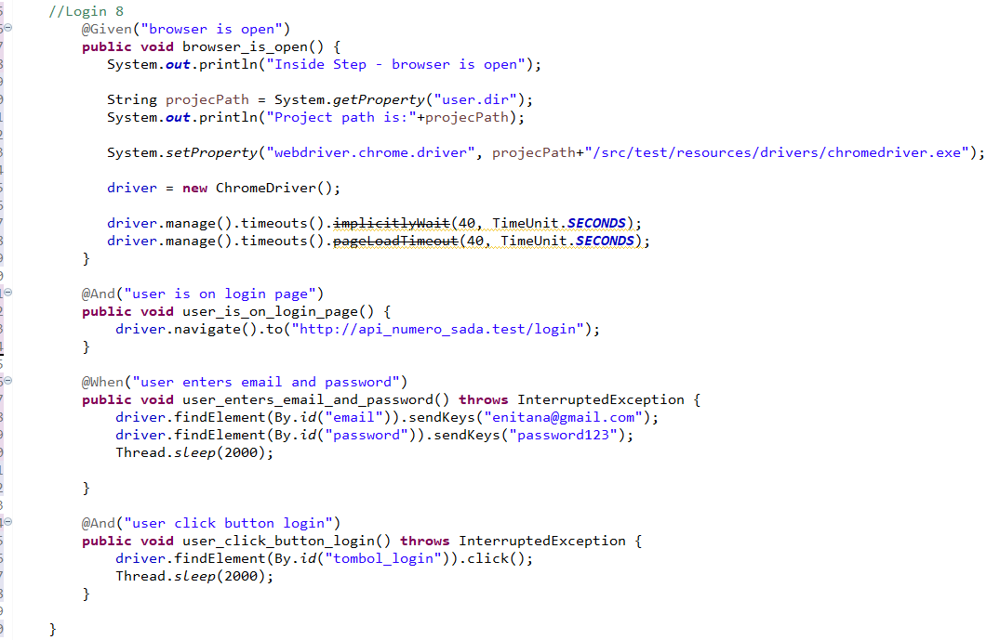 //Login 8
@Given("browser is open")
public void browser_is_open() {
System.out.println("Inside Step - browser is open");
String projecPath = System.getProperty("user.dir");
System.out.println("Project path is:"+projecPath);
System.setProperty("webdriver.chrome.driver", projecPath+"/src/test/resources/drivers/chromedriver.exe");
driver = new ChromeDriver();
driver.manage().timeouts().implicitlyWait(40, TimeUnit.SECONDS);
driver.manage().timeouts().pageLoadTimeout(40, TimeUnit.SECONDS);
}
@And("user is on login page")
public void user_is_on_login_page() {
driver.navigate().to("http://api_numero_sada.test/login");
}
@When("user enters email and password")
public void user_enters_email_and_password() throws InterruptedException {
driver.findElement(By.id("email")).sendKeys("enitana@gmail.com");
driver.findElement(By.id("password")).sendKeys("password123");
Thread.sleep(2000);
}
@And("user click button login")
public void user_click_button_login() throws InterruptedException {
driver.findElement(By.id("tombol_login")).click();
Thread.sleep(2000);
}
}